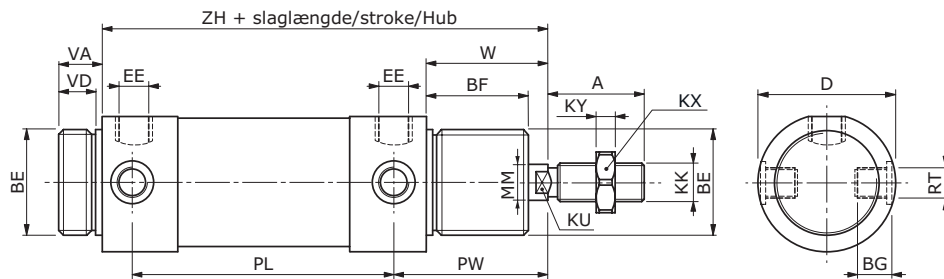 ZH + slaglængde/stroke/Hub
VA
W
VD
EE
EE
BF
A
KY
KX
D
BE
MM
KK
BE
RT
KU
PL
PW
BG